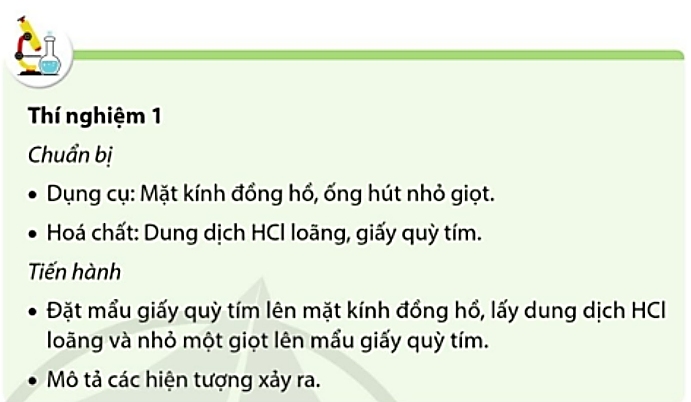 Thí nghiệm 1
Chuẩn bị
• Dụng cụ: Mặt kính đồng hồ, ống hút nhỏ giọt.
• Hoá chất: Dung dịch HCl loãng, giấy quỳ tím.
Tiến hành
• Đặt mẩu giấy quỳ tím lên mặt kính đồng hồ, lấy dung dịch HCl
loãng và nhỏ một giọt lên mẩu giấy quỳ tím.
• Mô tả các hiện tượng xảy ra.